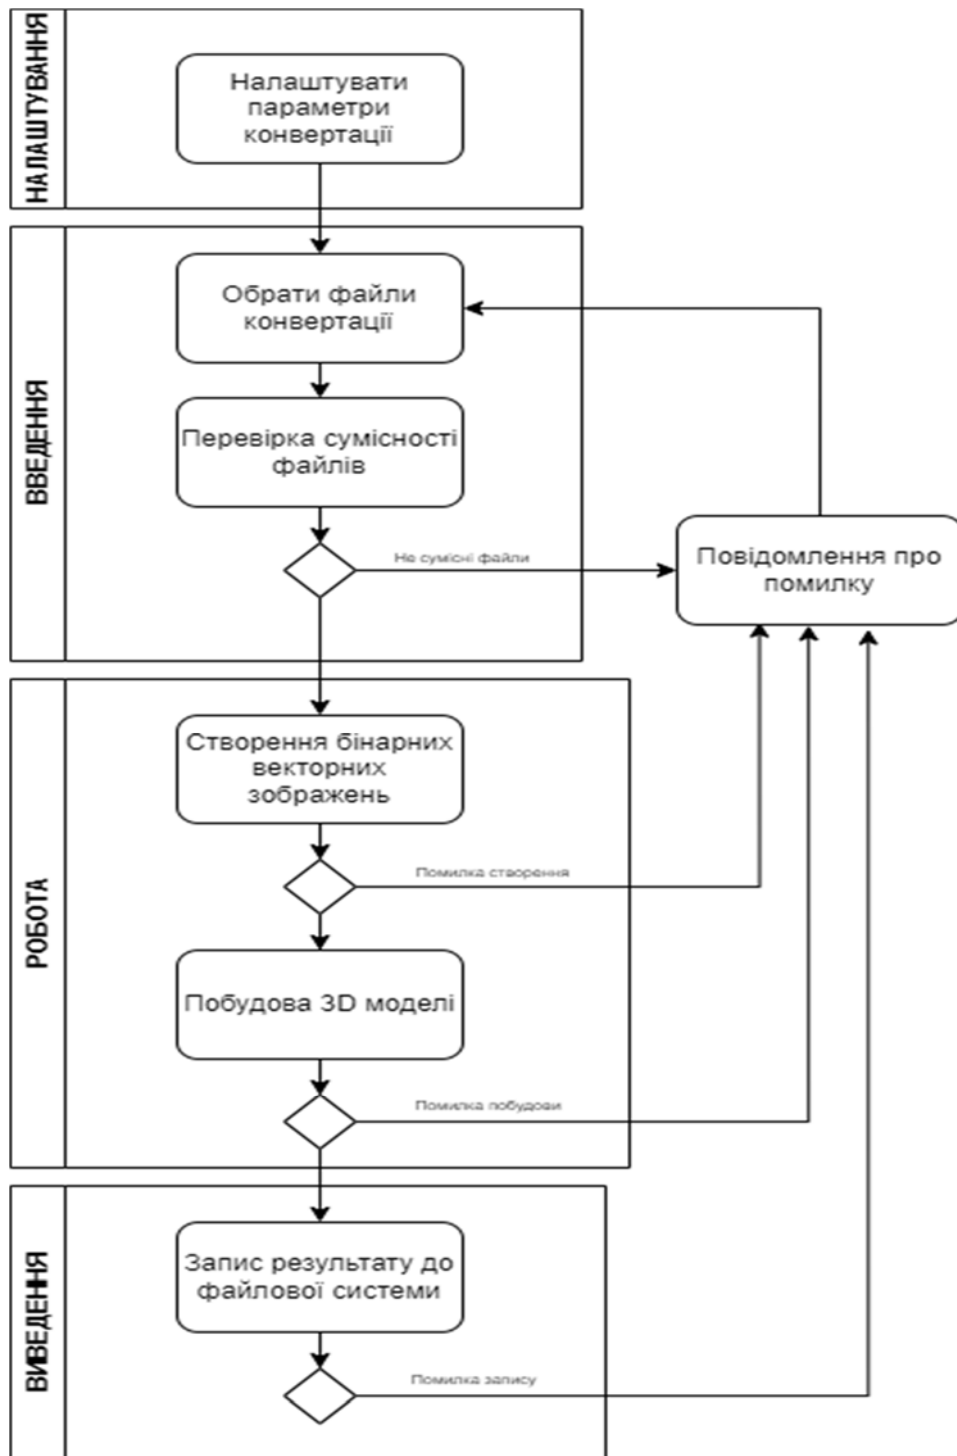 НАЛАШТУВАННЯ
Налаштувати
параметри
конвертації
ВВЕДЕННЯ
Обрати файли
конвертації
Перевірка сумісності
файлів
Не сумісні файли
Повідомлення про
помилку
РОБОТА
Створення бінарних
векторних
зображень
Помилка створення
Побудова 3D моделі
Помилка побудови
ВИВЕДЕННЯ
Запис результату до
файлової системи
Помилка запису